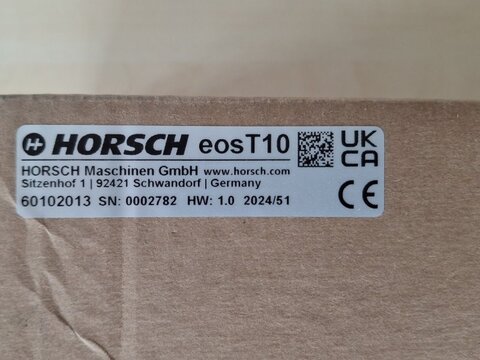 HORSCH eosT10
UK
CA
HORSCH Maschinen GmbH www.horsch.com
Sitzenhof 1 | 92421 Schwandorf | Germany
60102013 SN: 0002782 HW: 1.0 2024/51
CE